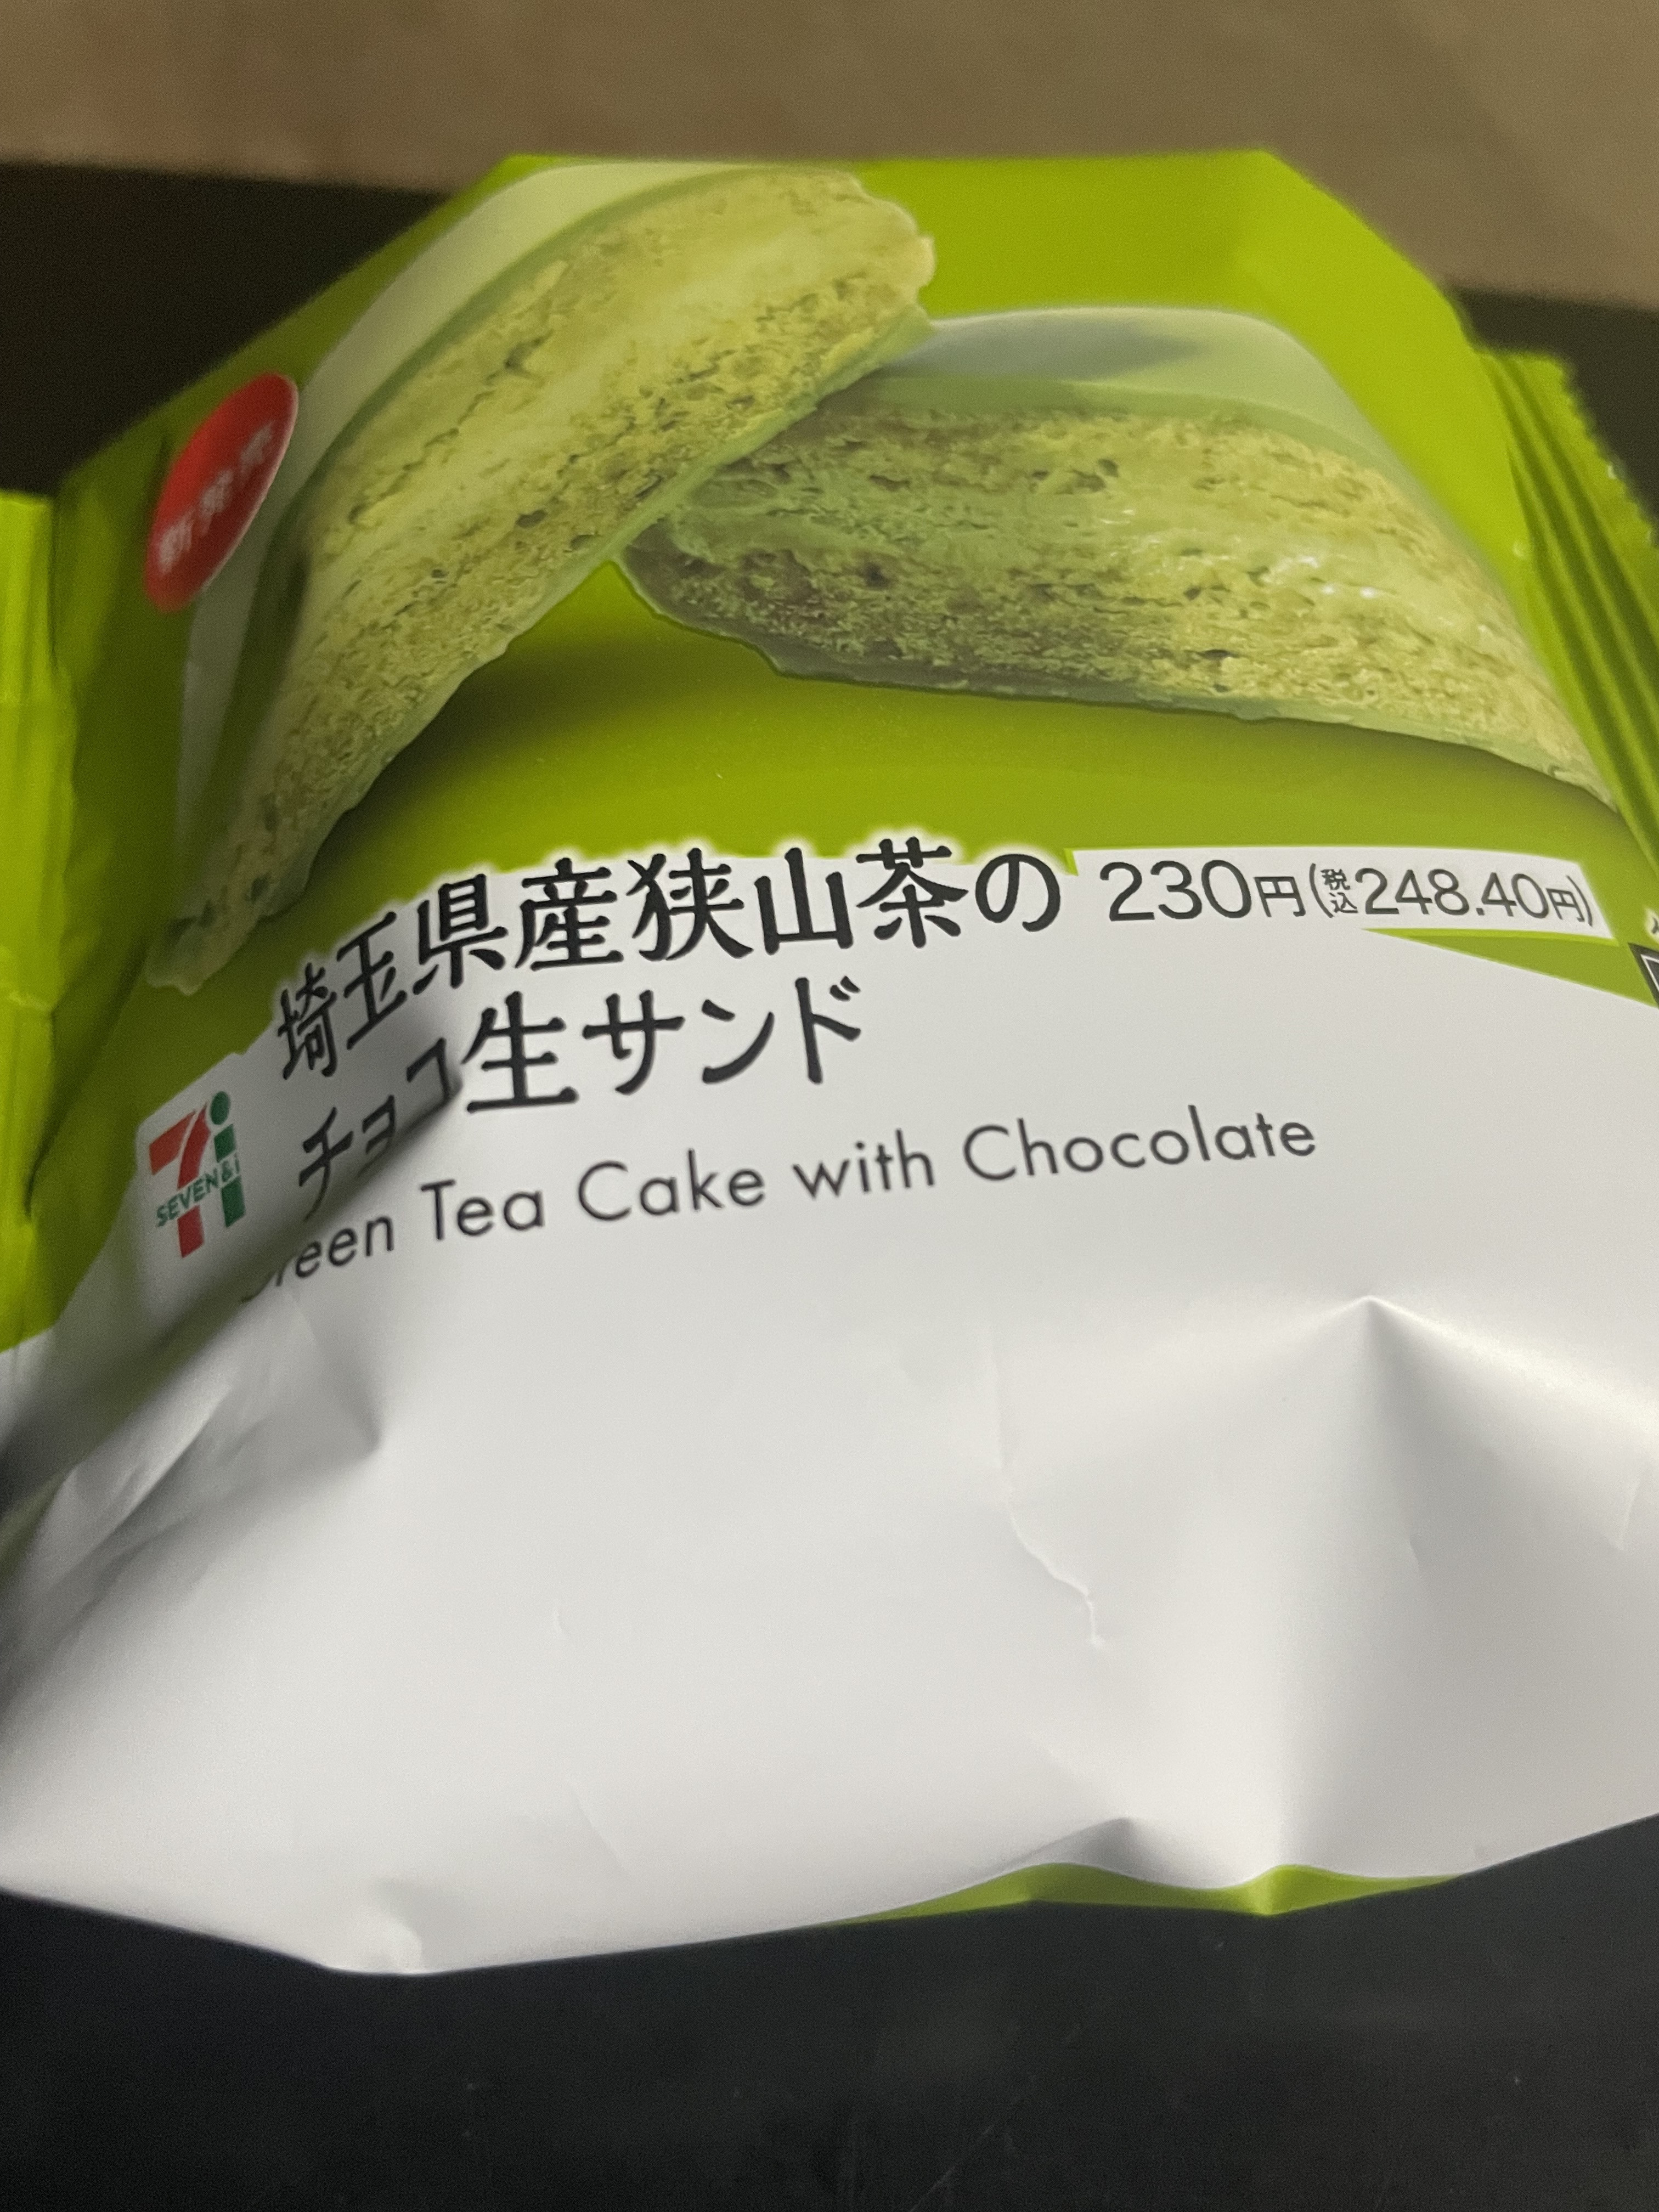 新発売
埼玉県産狭山茶の
230円(税込248.40円)
チョコ生サンド
SEVEN&i
Green Tea Cake with Chocolate